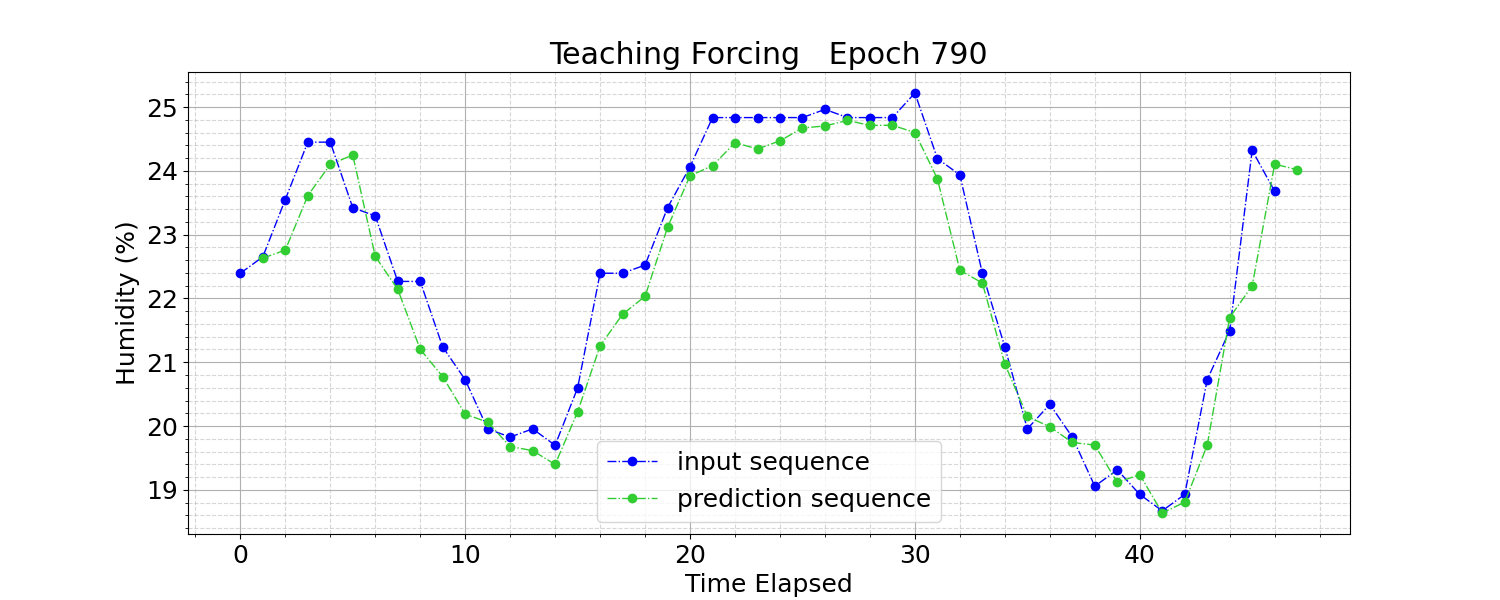 Teaching Forcing   Epoch 790
Humidity (%)
25
24
23
22
21
20
19
input sequence
prediction sequence
0 10 20 30 40
Time Elapsed